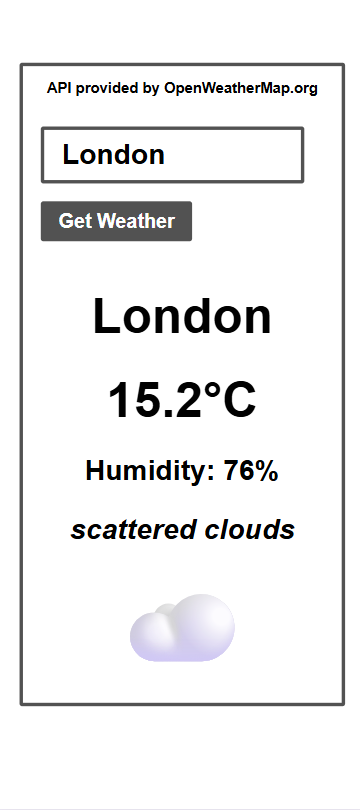 API provided by OpenWeatherMap.org
London
Get Weather
London
15.2°C
Humidity: 76%
scattered clouds